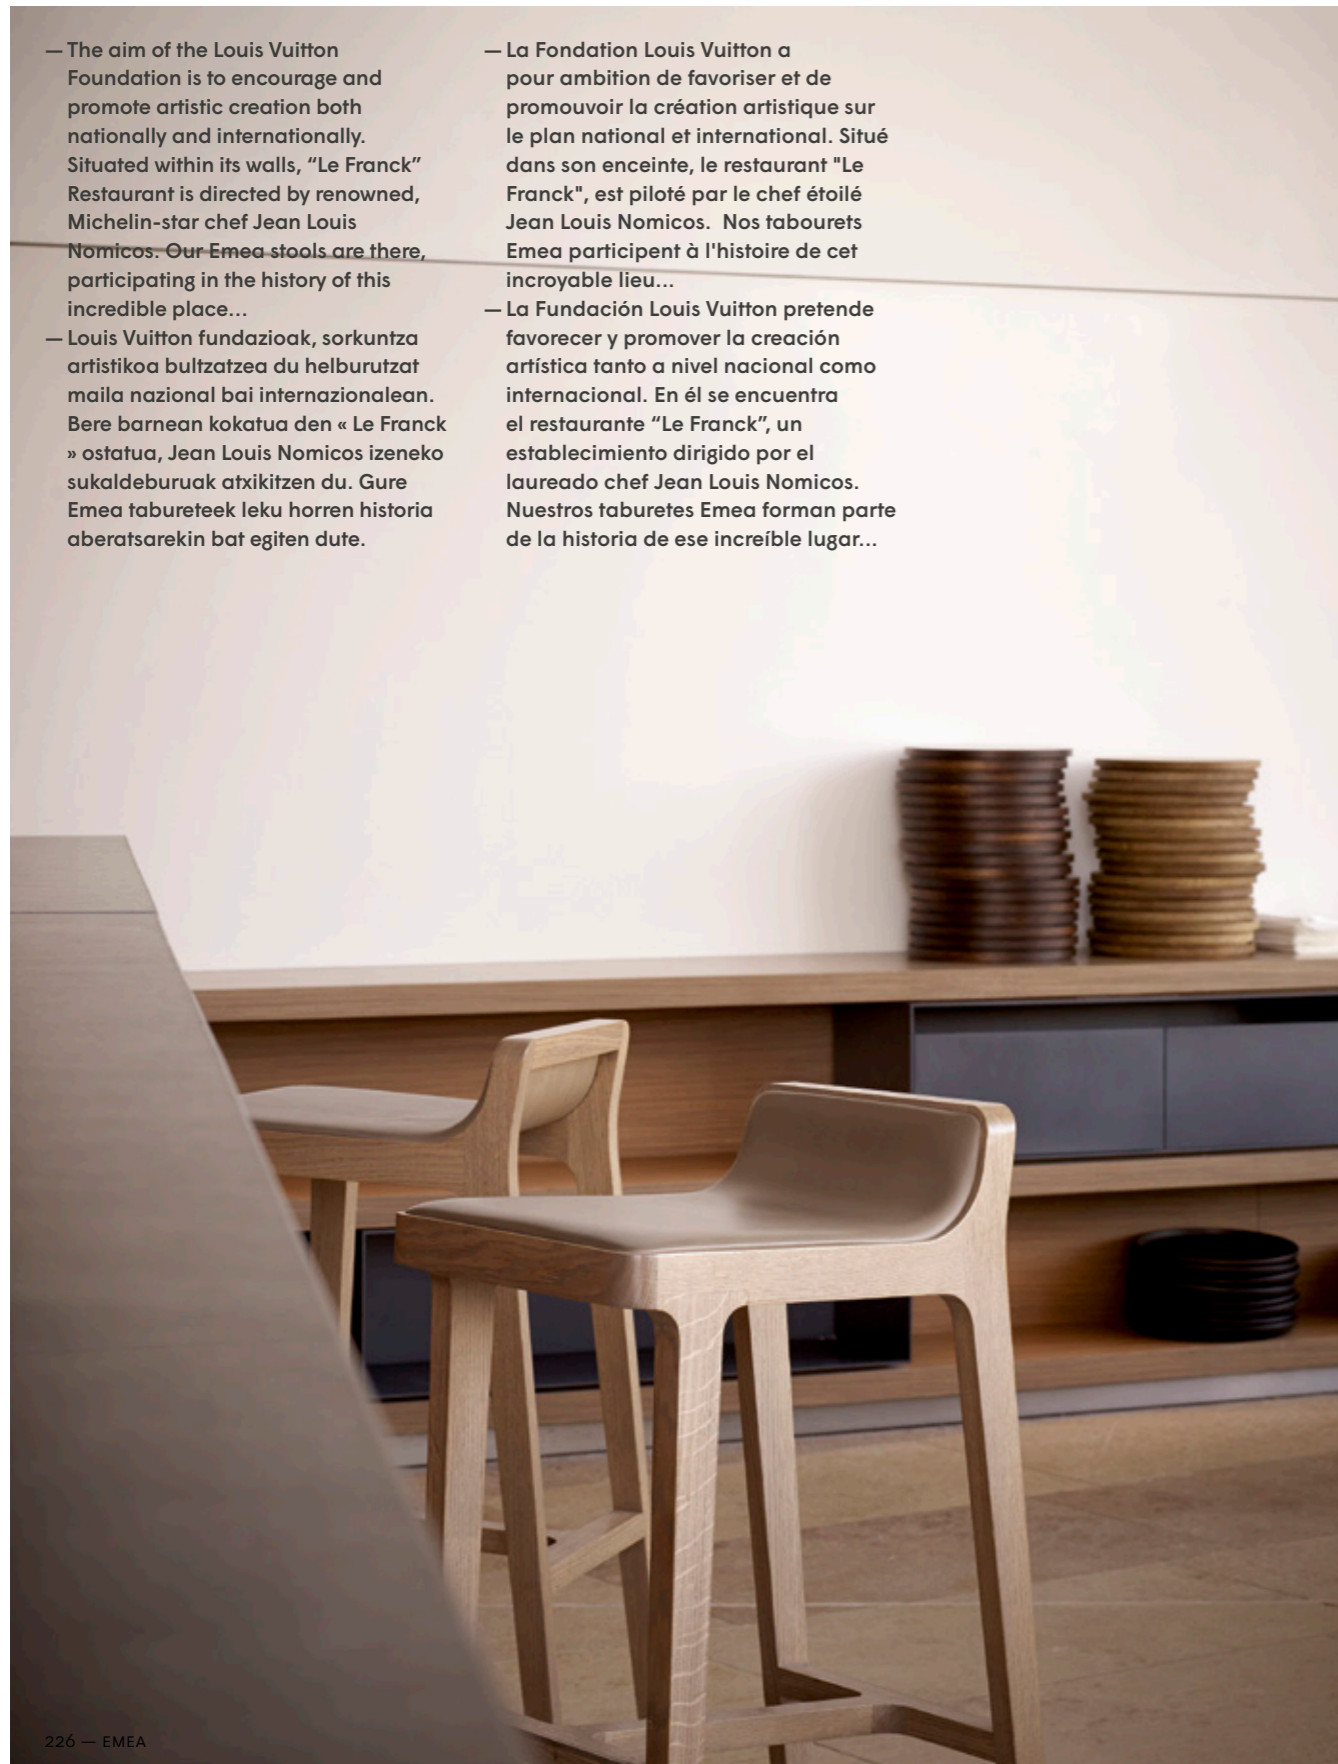 — The aim of the Louis Vuitton
Foundation is to encourage and
promote artistic creation both
nationally and internationally.
Situated within its walls, “Le Franck”
Restaurant is directed by renowned,
Michelin-star chef Jean Louis
Nomicos. Our Emea stools are there,
participating in the history of this
incredible place...
— Louis Vuitton fundazioak, sorkuntza
artistikoa bultzatzea du helburutzat
maila nazional bai internazionalean.
Bere barnean kokatua den « Le Franck
» ostatua, Jean Louis Nomicos izeneko
sukaldeburuak atxikitzen du. Gure
Emea tabureteek leku horren historia
aberatsarekin bat egiten dute.
— La Fondation Louis Vuitton a
pour ambition de favoriser et de
promouvoir la création artistique sur
le plan national et international. Situé
dans son enceinte, le restaurant "Le
Franck", est piloté par le chef étoilé
Jean Louis Nomicos.  Nos tabourets
Emea participent à l'histoire de cet
incroyable lieu...
— La Fundación Louis Vuitton pretende
favorecer y promover la creación
artística tanto a nivel nacional como
internacional. En él se encuentra
el restaurante “Le Franck”, un
establecimiento dirigido por el
laureado chef Jean Louis Nomicos.
Nuestros taburetes Emea forman parte
de la historia de ese increíble lugar...
226 — EMEA